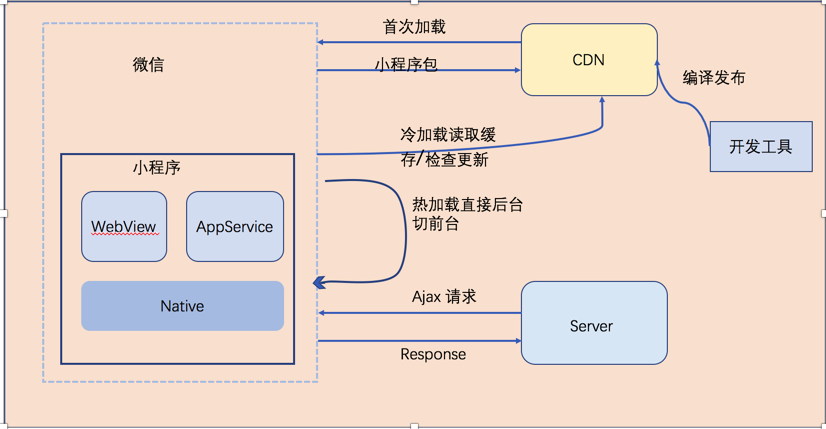 首次加载
CDN
微信
小程序包
编译发布
冷加载读取缓
存/检查更新
开发工具
小程序
热加载直接后台
切前台
WebView
AppService
Ajax 请求
Native
Server
Response